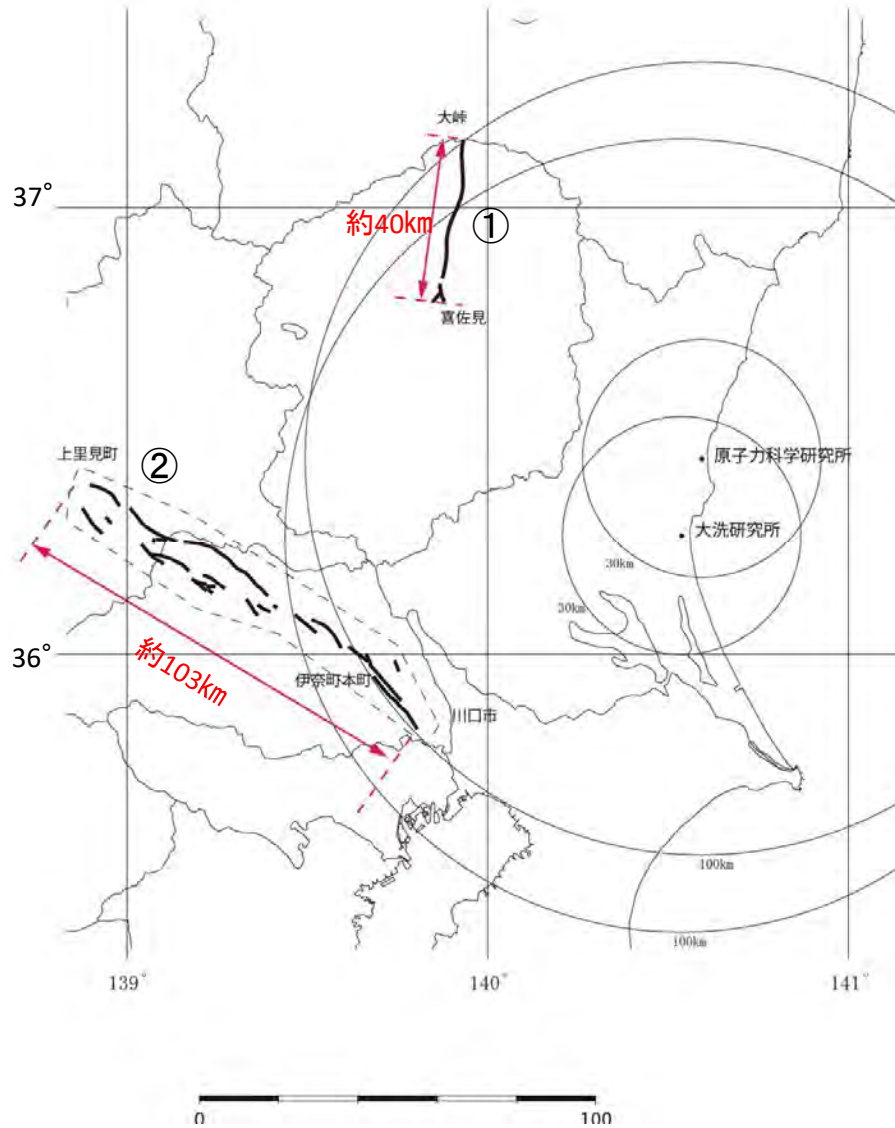 大峠
37°
約40㎞
①
喜佐見
上里見町
②
原子力科学研究所
大洗研究所
30km
30km
36°
約103㎞
伊奈町本町
川口市
100km
100km
139°
140°
141°
0
100